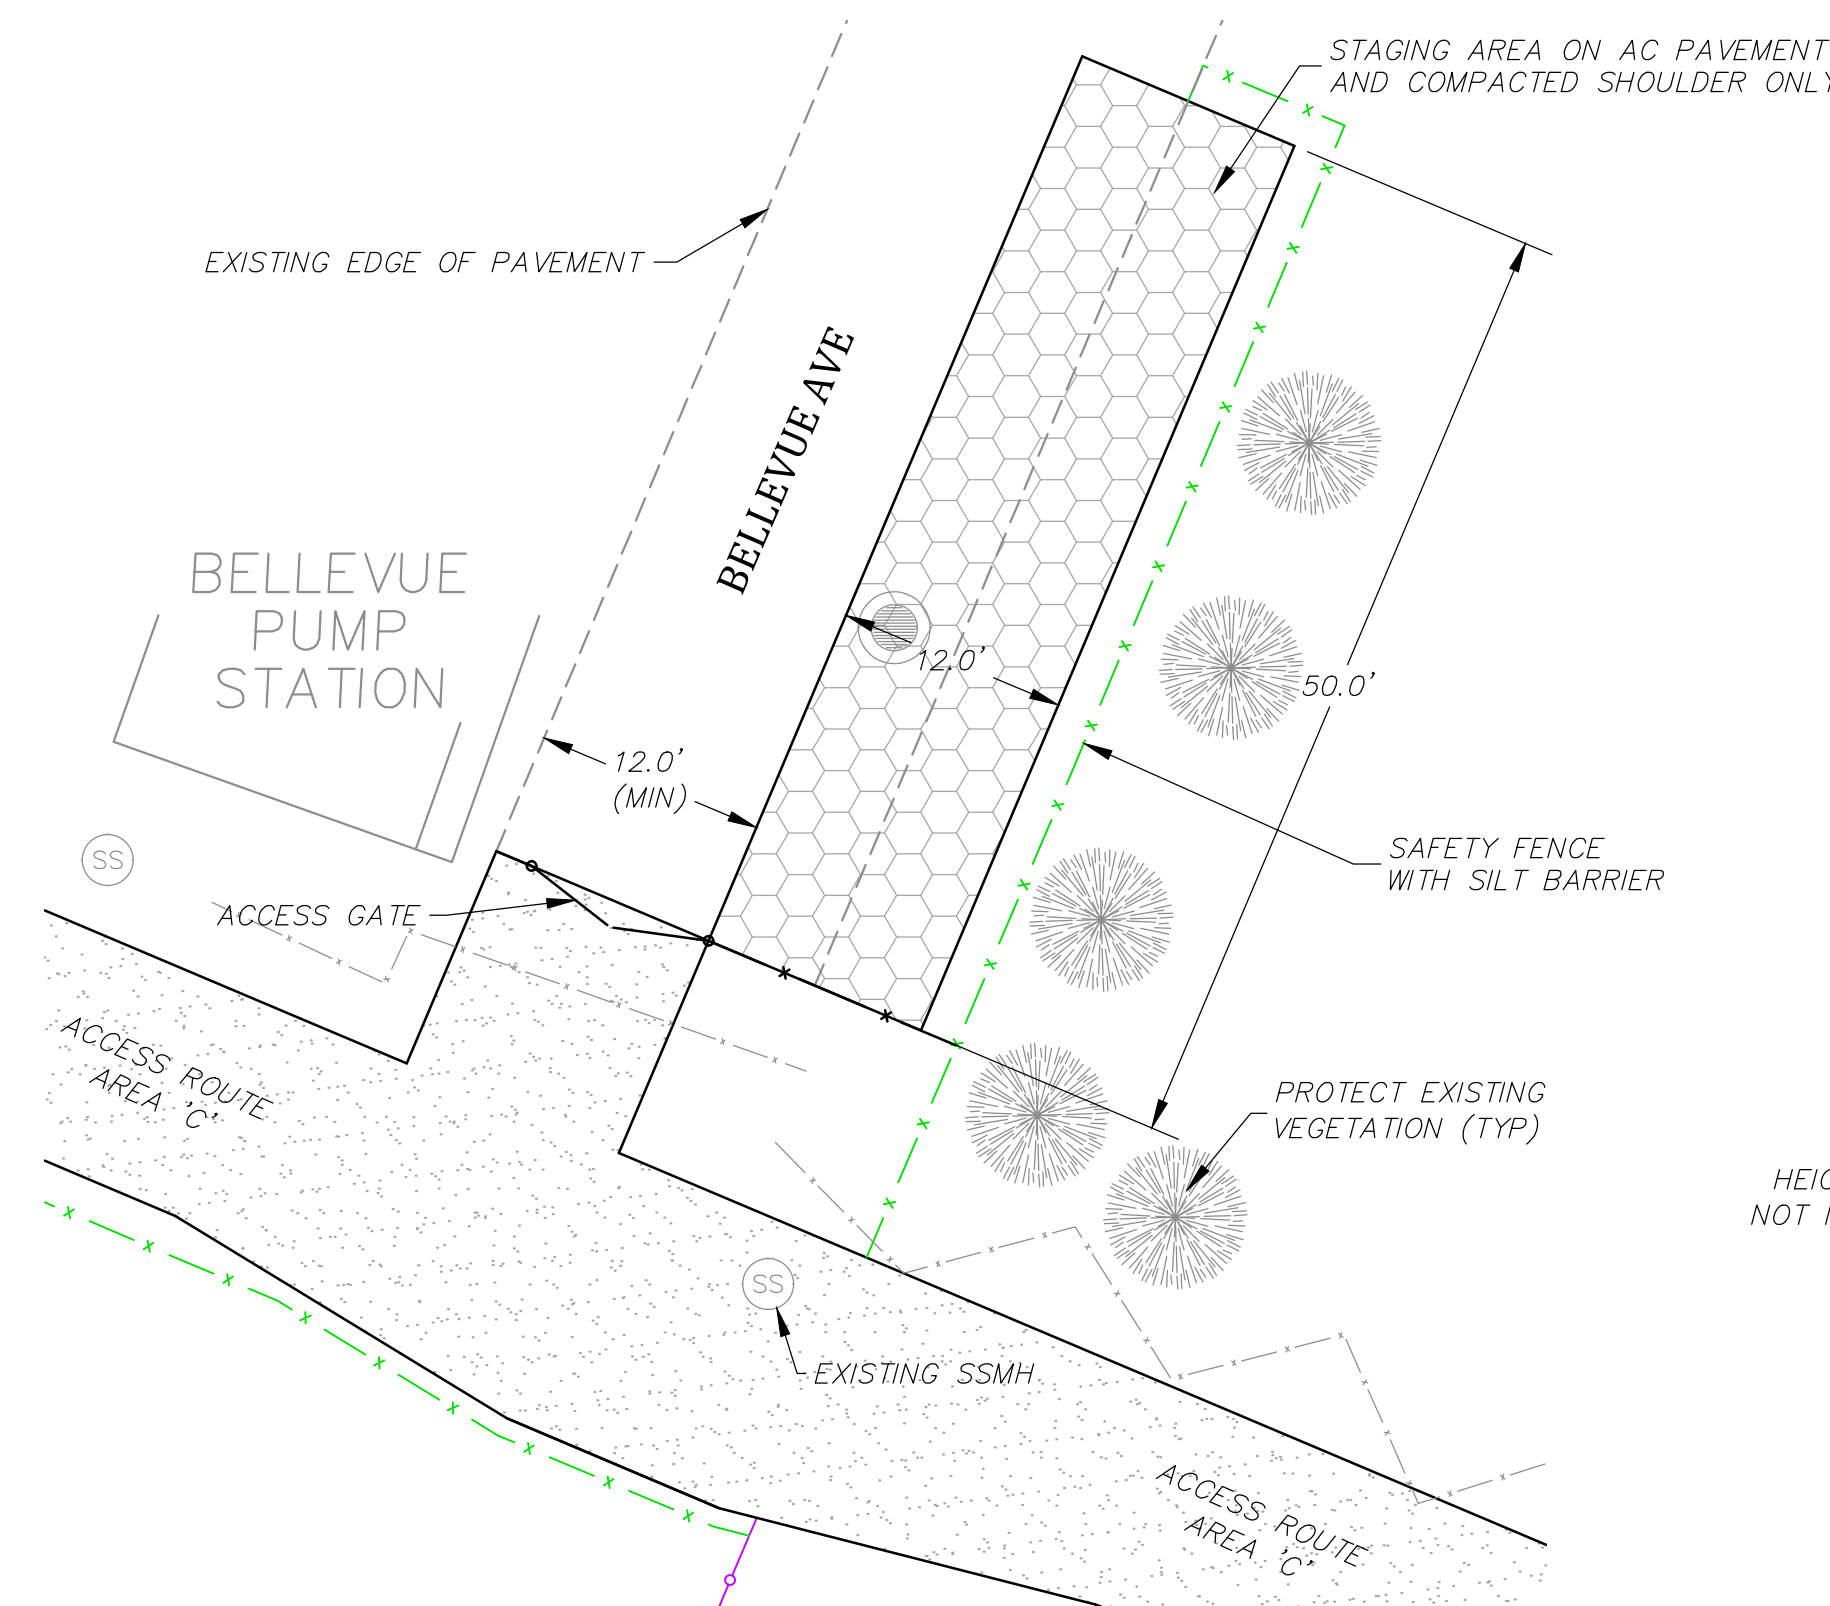 STAGING AREA ON AC PAVEMENT
AND COMPACTED SHOULDER ONLY
EXISTING EDGE OF PAVEMENT
BELLEVUE AVE
BELLEVUE
PUMP
STATION
12.0'
50.0'
12.0'
(MIN)
SAFETY FENCE
WITH SILT BARRIER
SS
ACCESS GATE
ACCESS ROUTE
AREA 'C'
PROTECT EXISTING
VEGETATION (TYP)
NOT
SS
EXISTING SSMH
ACCESS ROUTE
AREA 'C'